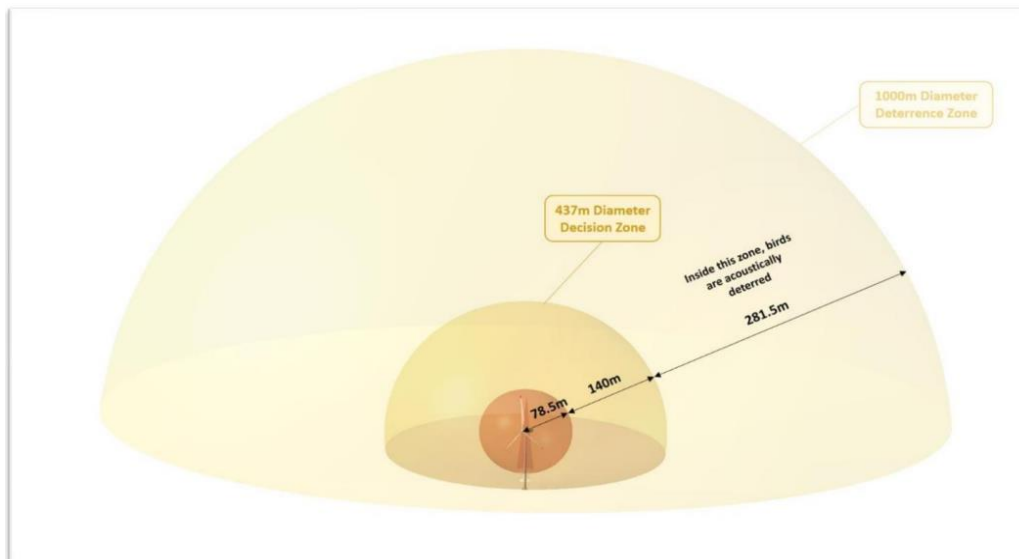 1000m Diameter
Deterrence Zone
437m Diameter
Decision Zone
Inside this zone, birds
are acoustically
deterred
281.5m
140m
78.5m